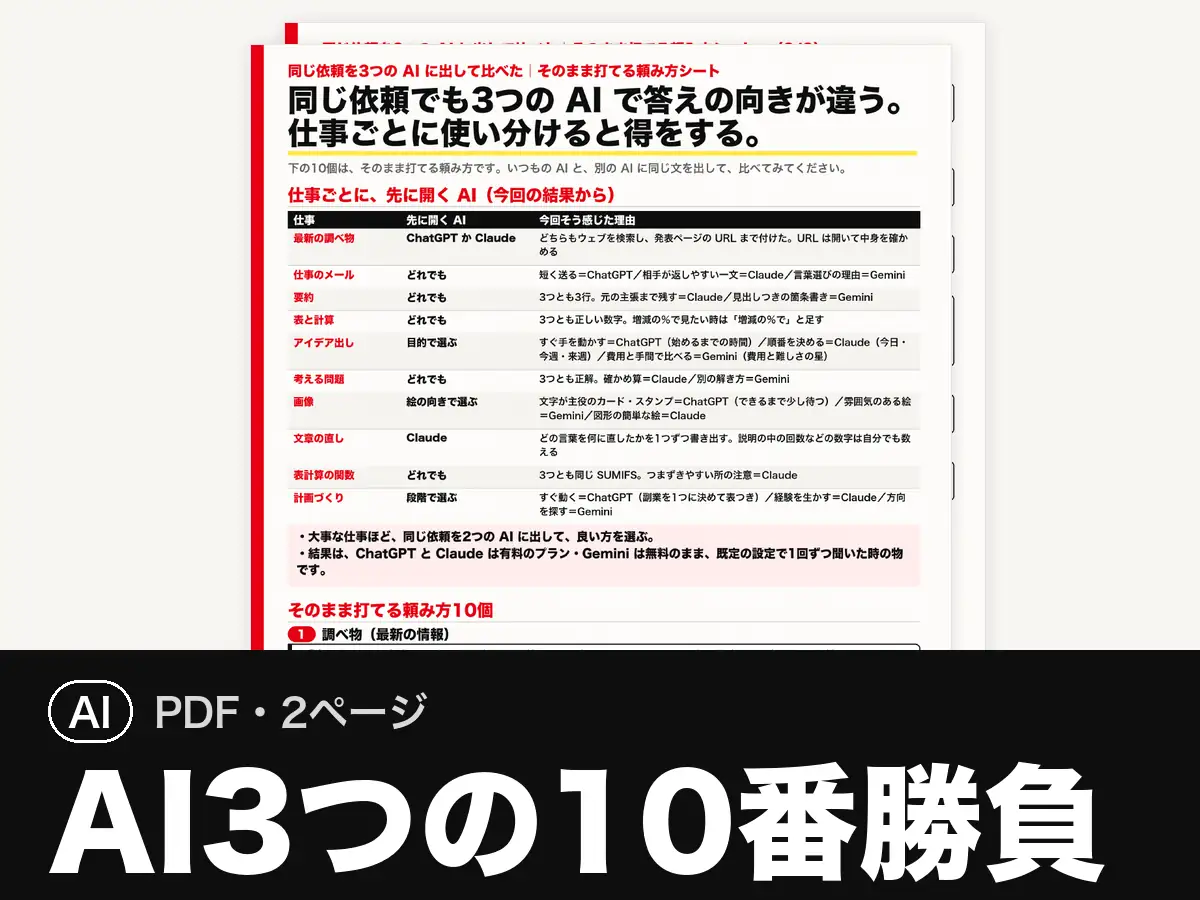 同じ依頼を3つの AI に出して比べた｜そのまま打てる頼み方シート
同じ依頼でも3つの AI で答えの向きが違う。
仕事ごとに使い分けると得をする。
下の10個は、そのまま打てる頼み方です。いつもの AI と、別の AI に同じ文を出して、比べてみてください。
仕事ごとに、先に開く AI（今回の結果から）
仕事 先に開く AI 今回そう感じた理由
最新の調べ物 ChatGPT か Claude どちらもウェブを検索し、発表ページの URL まで付けた。URL は開いて中身を確か
める
仕事のメール どれでも 短く送る＝ChatGPT／相手が返しやすい一文＝Claude／言葉選びの理由＝Gemini
要約 どれでも 3つとも3行。元の主張まで残す＝Claude／見出しつきの箇条書き＝Gemini
表と計算 どれでも 3つとも正しい数字。増減の%で見たい時は「増減の%で」と足す
アイデア出し 目的で選ぶ すぐ手を動かす＝ChatGPT（始めるまでの時間）／順番を決める＝Claude（今日・
今週・来週）／費用と手間で比べる＝Gemini（費用と難しさの星）
考える問題 どれでも 3つとも正解。確かめ算＝Claude／別の解き方＝Gemini
画像 絵の向きで選ぶ 文字が主役のカード・スタンプ＝ChatGPT（できるまで少し待つ）／雰囲気のある絵
＝Gemini／図形の簡単な絵＝Claude
文章の直し Claude どの言葉を何に直したかを1つずつ書き出す。説明の中の回数などの数字は自分でも数
える
表計算の関数 どれでも 3つとも同じ SUMIFS。つまずきやすい所の注意＝Claude
計画づくり 段階で選ぶ すぐ動く＝ChatGPT（副業を1つに決めて表つき）／経験を生かす＝Claude／方向
を探す＝Gemini
・大事な仕事ほど、同じ依頼を2つの AI に出して、良い方を選ぶ。
・結果は、ChatGPT と Claude は有料のプラン・Gemini は無料のまま、既定の設定で1回ずつ聞いた時の物
です。
そのまま打てる頼み方10個
1 調べ物（最新の情報）
AI PDF・2ページ
AI3つの10番勝負